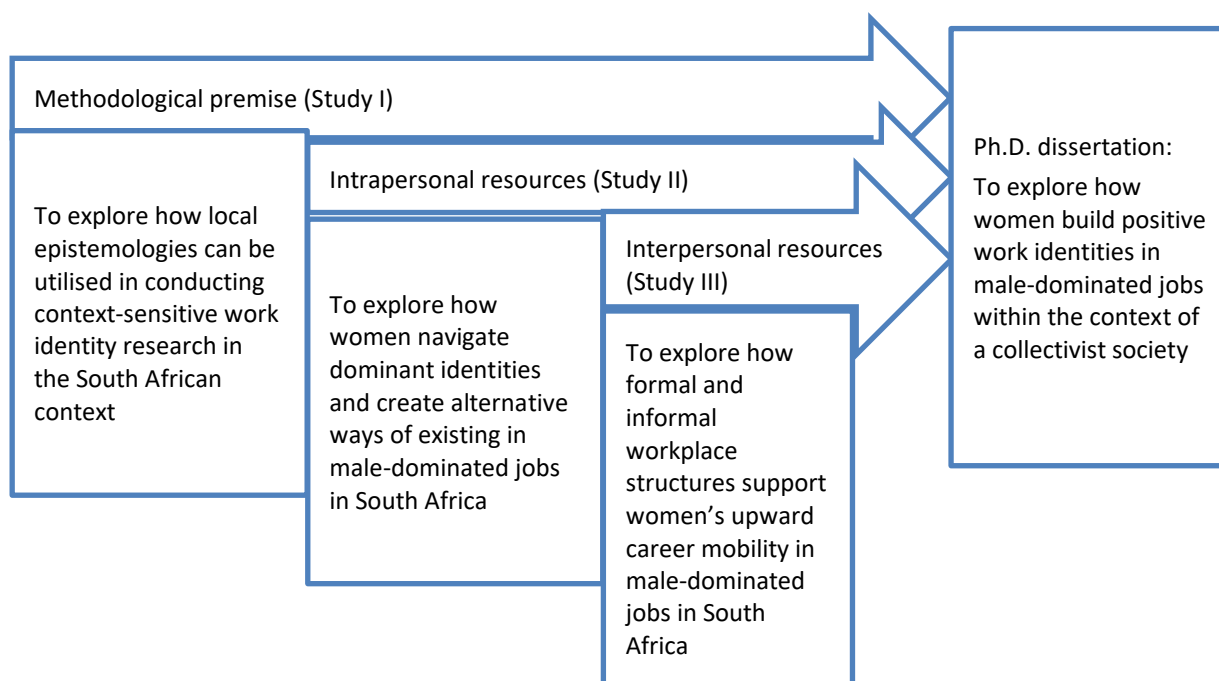 Methodological premise (Study I)
To explore how local
epistemologies can be
utilised in conducting
context-sensitive work
identity research in
the South African
context
Intrapersonal resources (Study II)
To explore how
women navigate
dominant identities
and create alternative
ways of existing in
male-dominated jobs
in South Africa
Interpersonal resources
(Study III)
To explore how
formal and
informal
workplace
structures support
women’s upward
career mobility in
male-dominated
jobs in South
Africa
Ph.D. dissertation:
To explore how
women build positive
work identities in
male-dominated jobs
within the context of
a collectivist society